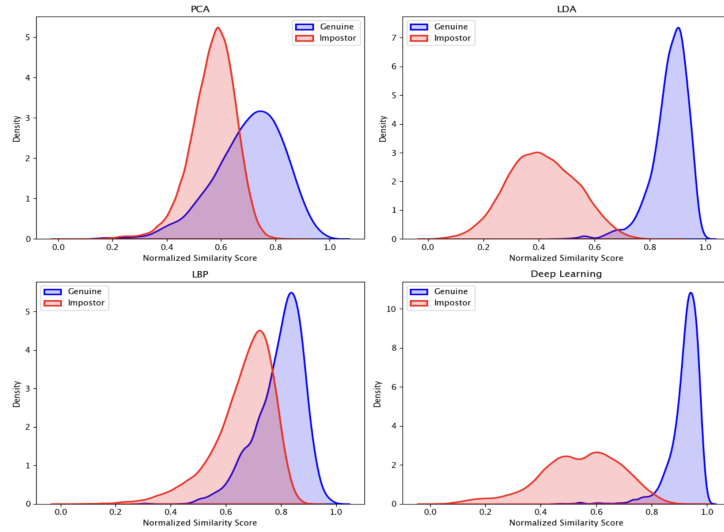 PCA
Genuine
Impostor
Density
5
4
3
2
1
0
0.0 0.2 0.4 0.6 0.8 1.0
Normalized Similarity Score
LDA
Genuine
Impostor
Density
7
6
5
4
3
2
1
0
0.0 0.2 0.4 0.6 0.8 1.0
Normalized Similarity Score
LBP
Genuine
Impostor
Density
5
4
3
2
1
0
0.0 0.2 0.4 0.6 0.8 1.0
Normalized Similarity Score
Deep Learning
Genuine
Impostor
Density
10
8
6
4
2
0
0.0 0.2 0.4 0.6 0.8 1.0
Normalized Similarity Score